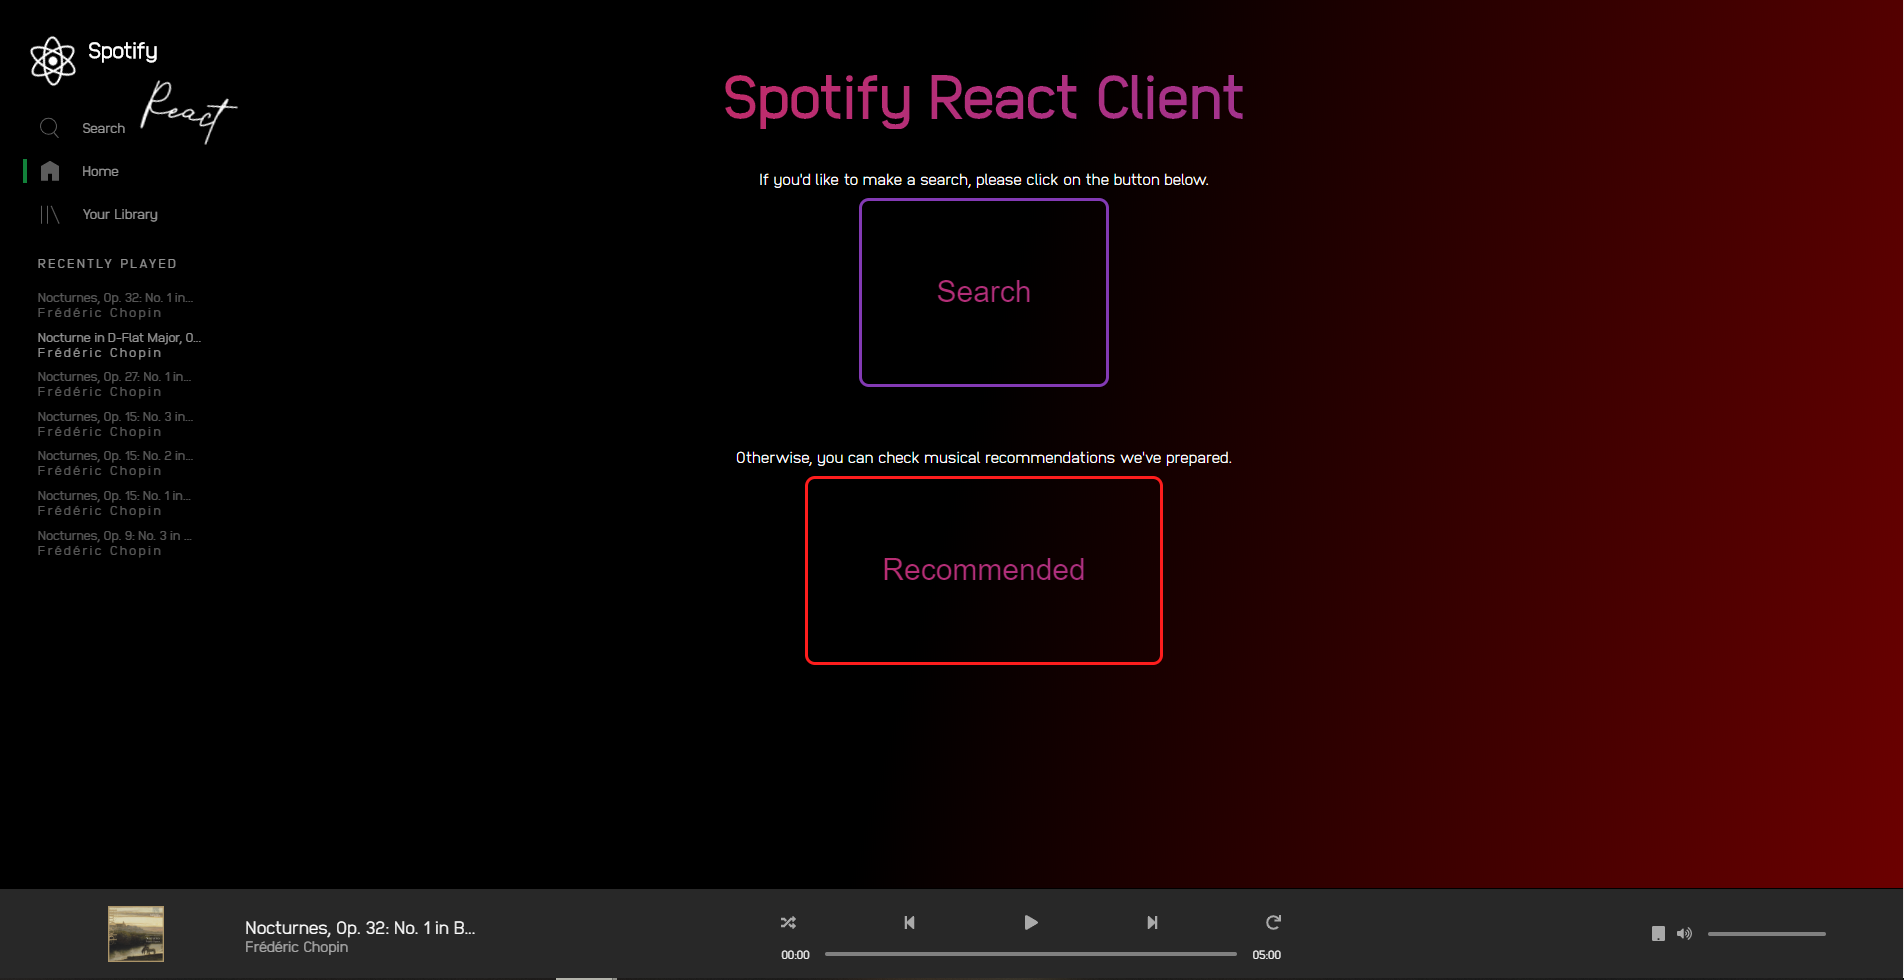 Spotify
React
Search
Home
Your Library
RECENTLY PLAYED
Nocturnes, Op. 32: No. 1 in...
Frédéric Chopin
Nocturne in D-Flat Major, O...
Frédéric Chopin
Nocturnes, Op. 27: No. 1 in...
Frédéric Chopin
Nocturnes, Op. 15: No. 3 in...
Frédéric Chopin
Nocturnes, Op. 15: No. 2 in...
Frédéric Chopin
Nocturnes, Op. 15: No. 1 in...
Frédéric Chopin
Nocturnes, Op. 9: No. 3 in ...
Frédéric Chopin
Spotify React Client
If you'd like to make a search, please click on the button below.
Search
Otherwise, you can check musical recommendations we've prepared.
Recommended
Nocturnes, Op. 32: No. 1 in B...
Frédéric Chopin
00:00
05:00